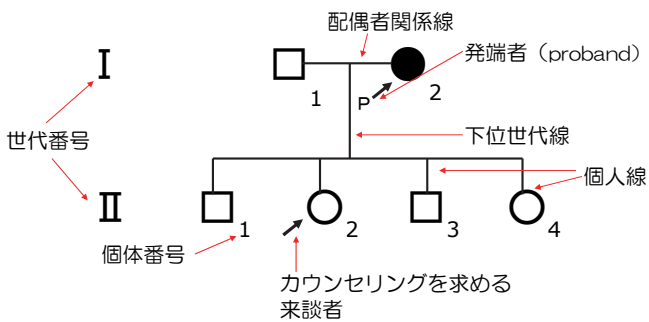 配偶者関係線
発端者（proband）
I
1
P
2
世代番号
下位世代線
個人線
II
1
2
3
4
個体番号
カウンセリングを求める
来談者